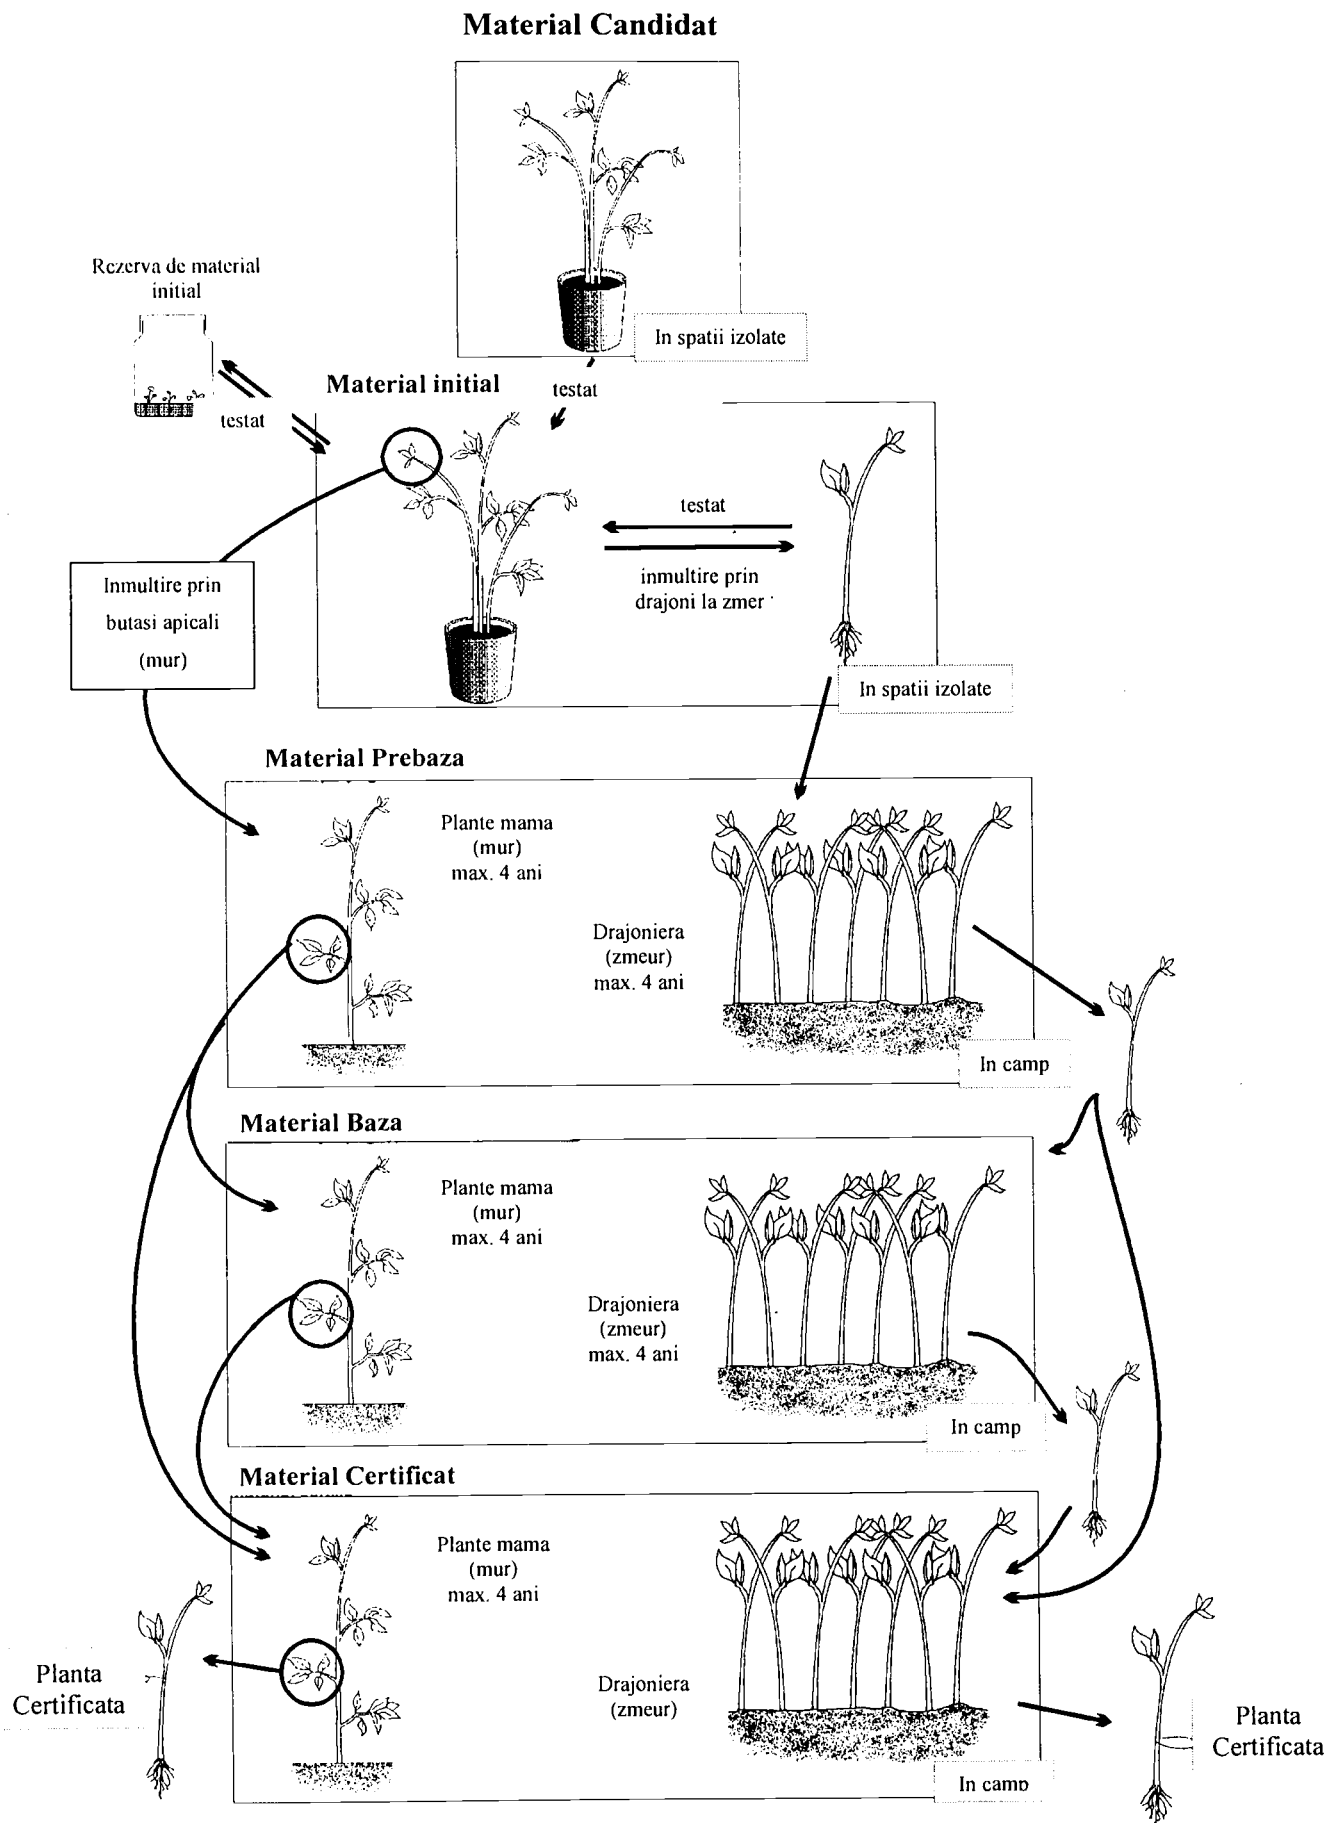 Material Candidat
In spatii izolate
Rezerva de material
initial
testat
Material initial
testat
testat
inmultire prin
drajoni la zmer
In spatii izolate
Inmultire prin
butasi apicali
(mur)
Material Prebaza
Plante mama
(mur)
max. 4 ani
Drajoniera
(zmeur)
max. 4 ani
In camp
Material Baza
Plante mama
(mur)
max. 4 ani
Drajoniera
(zmeur)
max. 4 ani
In camp
Material Certificat
Plante mama
(mur)
max. 4 ani
Drajoniera
(zmeur)
In camp
Planta
Certificata
Planta
Certificata